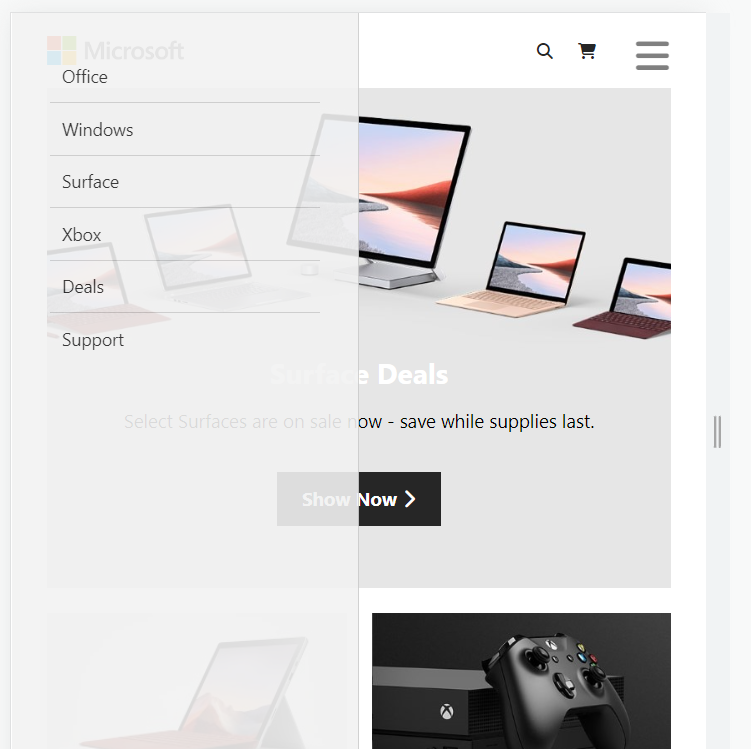 Microsoft
Office
Windows
Surface
Xbox
Deals
Support
Surface Deals
Select Surfaces are on sale now - save while supplies last.
Show Now